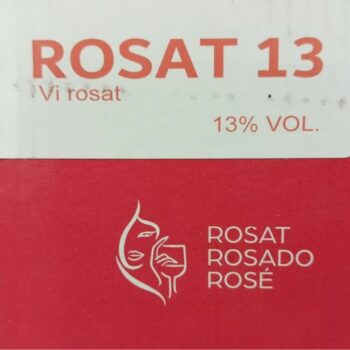 ROSAT 13
Vi rosat
13% VOL.
ROSAT
ROSADO
ROSÉ